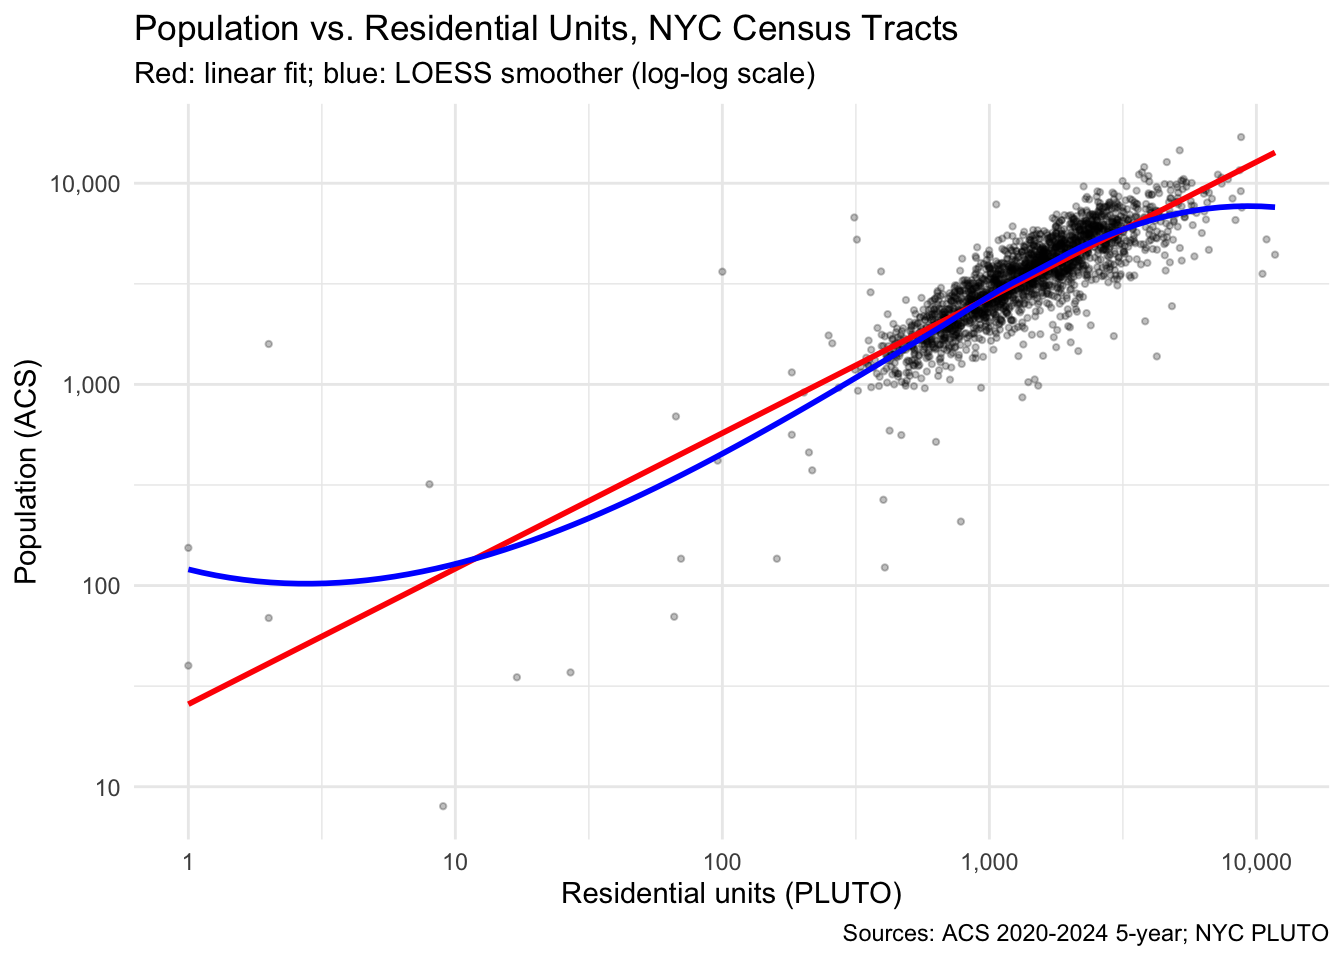 Population vs. Residential Units, NYC Census Tracts
Red: linear fit; blue: LOESS smoother (log-log scale)
Population (ACS)
10,000
1,000
100
10
1
10
100
1,000
10,000
Residential units (PLUTO)
Sources: ACS 2020-2024 5-year; NYC PLUTO